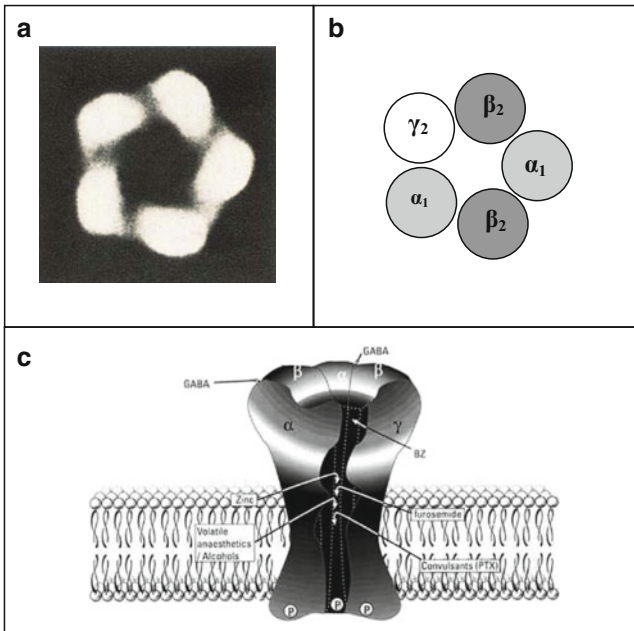 a
b
γ2
β2
α1
α1
β2
c
GABA
GABA
β
α
β
α
γ
BZ
Zinc
furosemide
Volatile
anaesthetics
/ Alcohols
Convulsants (PTX)
P
P
P